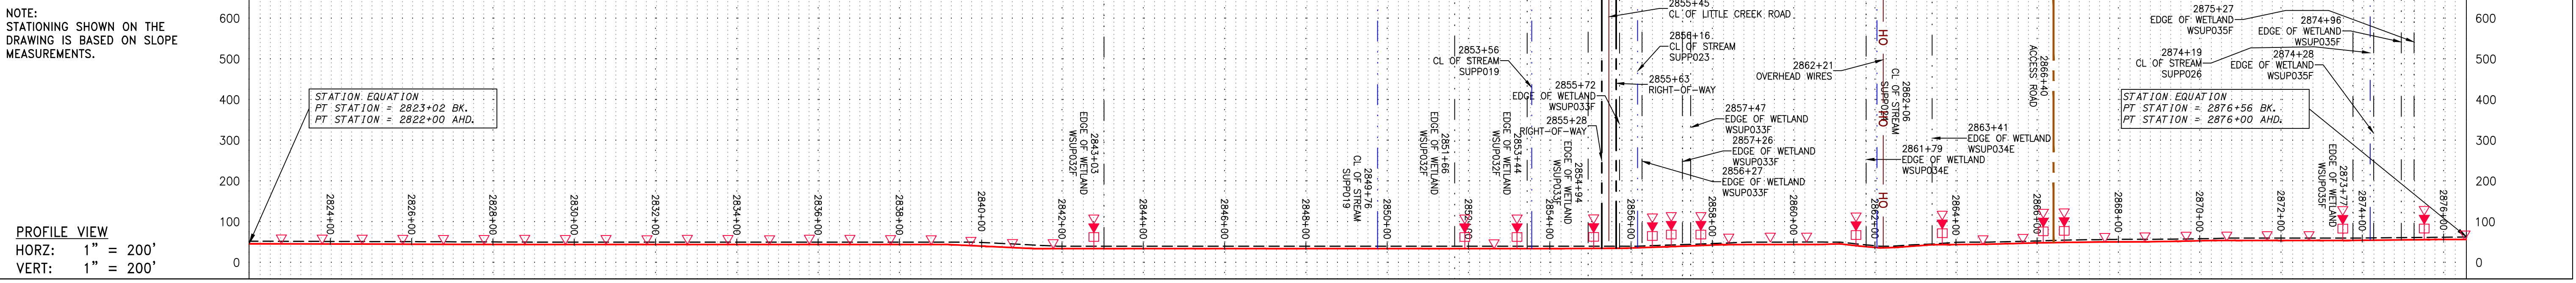 NOTE:
STATIONING SHOWN ON THE
DRAWING IS BASED ON SLOPE
MEASUREMENTS.
PROFILE VIEW
HORZ: 1" = 200'
VERT: 1" = 200'
600
500
400
300
200
100
0
STATION EQUATION
PT STATION = 2823+02 BK.
PT STATION = 2822+00 AHD.
2824+00
2826+00
2828+00
2830+00
2832+00
2834+00
2836+00
2838+00
2840+00
2842+00
2843+03
EDGE OF WETLAND
WSUP032F
2844+00
2846+00
2848+00
2849+76
CL OF STREAM
SUPP019
2850+00
2851+66
EDGE OF WETLAND
WSUP032F
2852+00
2853+44
EDGE OF WETLAND
WSUP032F
2853+56
CL OF STREAM
SUPP019
2854+00
2854+94
EDGE OF WETLAND
WSUP033F
2855+28
RIGHT-OF-WAY
2855+72
EDGE OF WETLAND
WSUP033F
2855+45
CL OF LITTLE CREEK ROAD
2855+63
RIGHT-OF-WAY
2856+00
2856+16
CL OF STREAM
SUPP023
2857+47
EDGE OF WETLAND
WSUP033F
2857+26
EDGE OF WETLAND
WSUP033F
2856+27
EDGE OF WETLAND
WSUP033F
2858+00
2860+00
2862+00
2862+21
OVERHEAD WIRES
HO
HO
HO
2862+06
CL OF STREAM
2861+79
EDGE OF WETLAND
WSUP034E
2863+41
EDGE OF WETLAND
WSUP034E
2864+00
2866+00
2866+40
ACCESS ROAD
2868+00
2870+00
2872+00
2873+77
EDGE OF WETLAND
WSUP035F
2874+00
2874+19
CL OF STREAM
SUPP026
2874+28
EDGE OF WETLAND
WSUP035F
2874+96
EDGE OF WETLAND
WSUP035F
2875+27
EDGE OF WETLAND
WSUP035F
2876+00
STATION EQUATION
PT STATION = 2876+56 BK.
PT STATION = 2876+00 AHD.
600
500
400
300
200
100
0